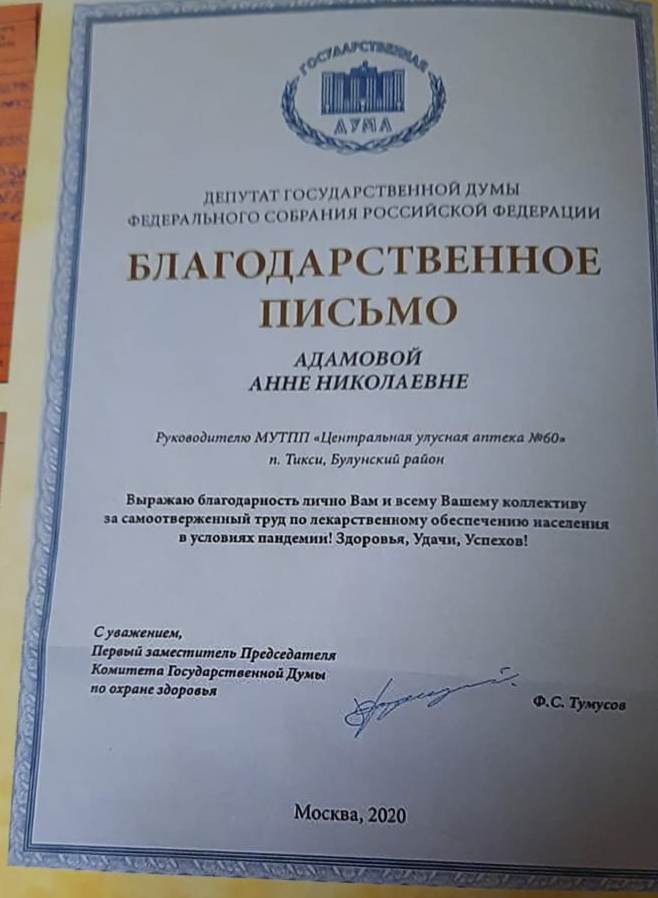 ГОСУДАРСТВЕННАЯ
ДУМА
ДЕПУТАТ ГОСУДАРСТВЕННОЙ ДУМЫ
ФЕДЕРАЛЬНОГО СОБРАНИЯ РОССИЙСКОЙ ФЕДЕРАЦИИ
БЛАГОДАРСТВЕННОЕ
ПИСЬМО
АДАМОВОЙ
АННЕ НИКОЛАЕВНЕ
Руководителю МУТПП «Центральная улусная аптека №60»
п. Тикси, Булунский район
Выражаю благодарность лично Вам и всему Вашему коллективу
за самоотверженный труд по лекарственному обеспечению населения
в условиях пандемии! Здоровья, Удачи, Успехов!
С уважением,
Первый заместитель Председателя
Комитета Государственной Думы
по охране здоровья
Ф.С. Тумусов
Москва, 2020